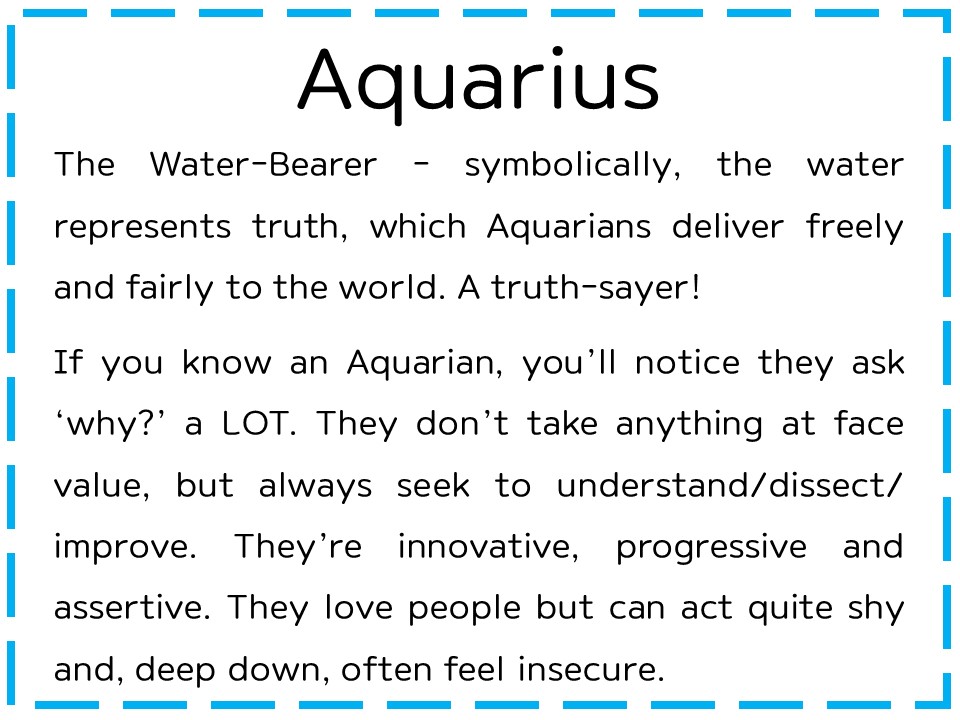 Aquarius
The Water-Bearer - symbolically, the water
represents truth, which Aquarians deliver freely
and fairly to the world. A truth-sayer!
If you know an Aquarian, you’ll notice they ask
‘why?’ a LOT. They don’t take anything at face
value, but always seek to understand/dissect/
improve. They’re innovative, progressive and
assertive. They love people but can act quite shy
and, deep down, often feel insecure.